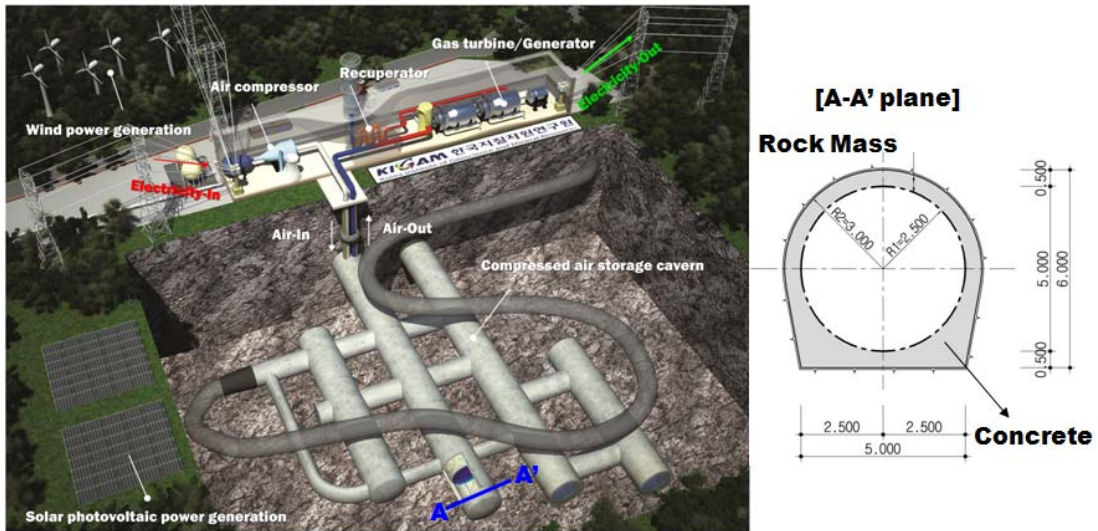 Gas turbine/Generator
Electricity-Out
Recuperator
Air compressor
Wind power generation
Electricity-In
KIGAM 한국지질자원연구원
Air-In
Air-Out
Compressed air storage cavern
A
A'
Solar photovoltaic power generation
[A-A' plane]
Rock Mass
R2=3.000
R1=2.500
0.500
5.000
6.000
0.500
2.500
2.500
5.000
Concrete